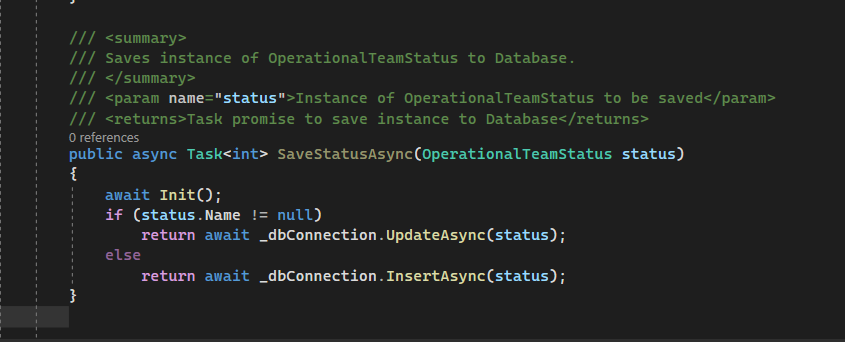 /// <summary>
/// Saves instance of OperationalTeamStatus to Database.
/// </summary>
/// <param name="status">Instance of OperationalTeamStatus to be saved</param>
/// <returns>Task promise to save instance to Database</returns>
0 references
public async Task<int> SaveStatusAsync(OperationalTeamStatus status)
{
    await Init();
    if (status.Name != null)
        return await _dbConnection.UpdateAsync(status);
    else
        return await _dbConnection.InsertAsync(status);
}